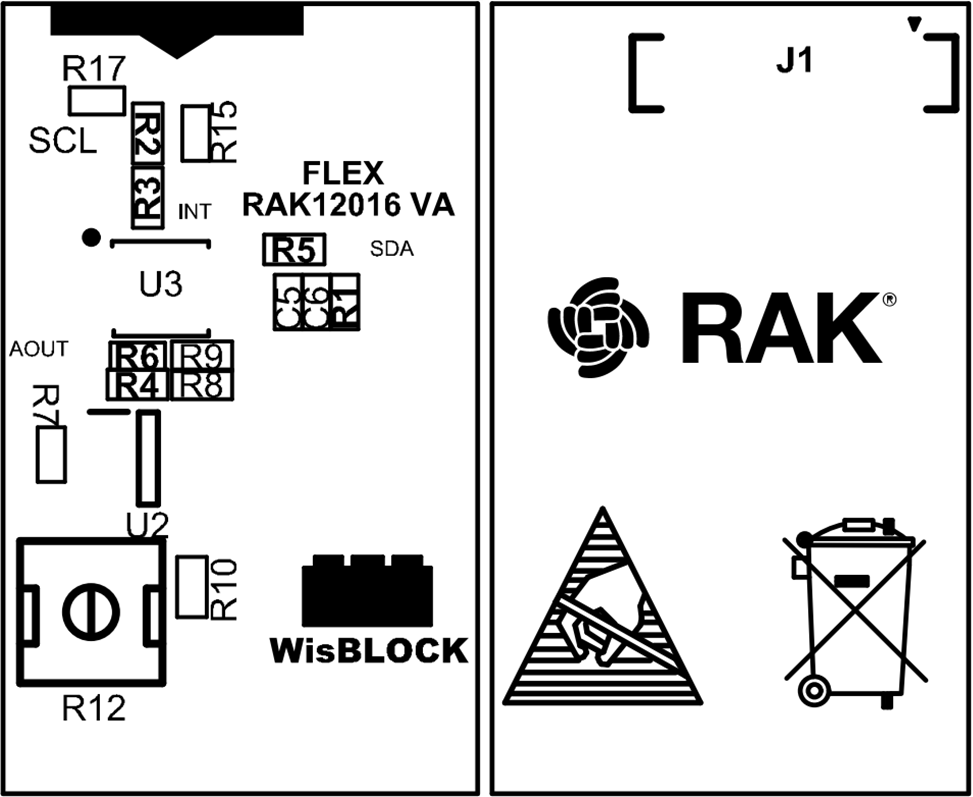 R17
SCL
R2
R15
R3
INT
FLEX
RAK12016 VA
R5
SDA
U3
C5
C6
R1
AOUT
R6
R9
R4
R8
R7
U2
R10
R12
WisBLOCK
J1
RAK®